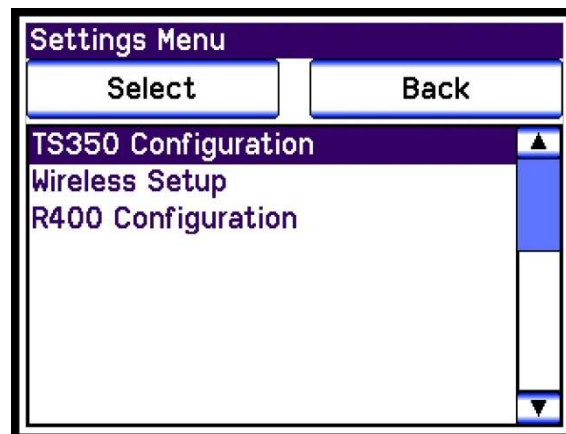 Settings Menu
Select Back
TS350 Configuration
Wireless Setup
R400 Configuration